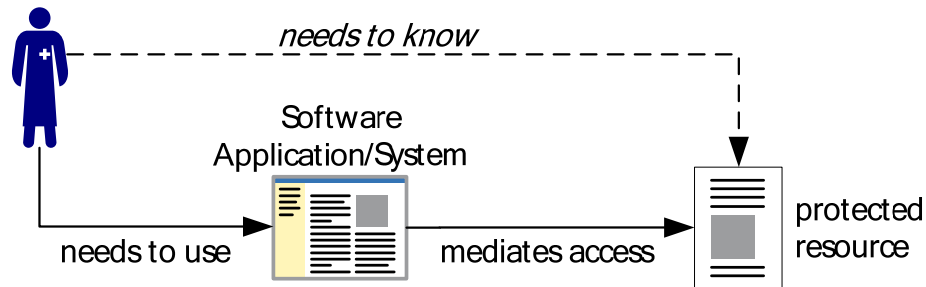 needs to know
Software
Application/System
needs to use
mediates access
protected
resource